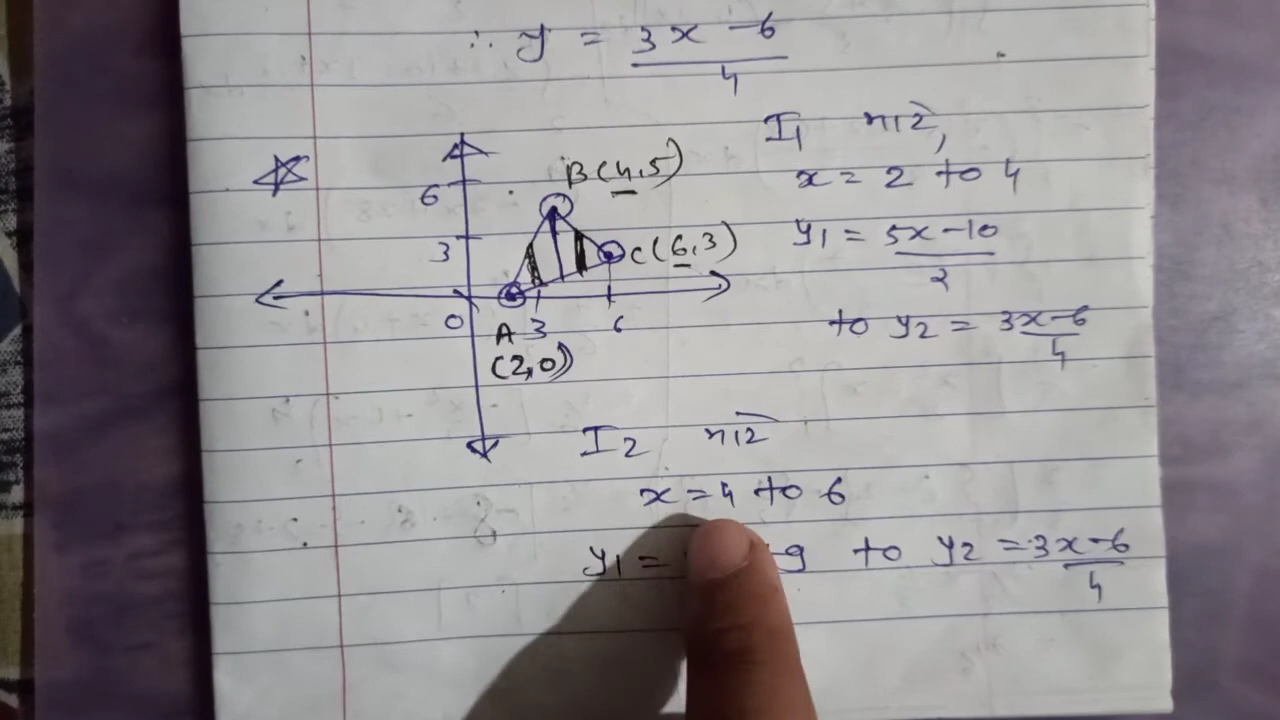 ∴ y = 3x - 6
4
I1 માટે,
B(4,5)
x = 2 to 4
6
C(6,3)
y1 = 5x - 10
2
3
0
A 3 6
(2,0)
to y2 = 3x - 6
4
I2 માટે
x = 4 to 6
y1 = 9 to y2 = 3x - 6
4